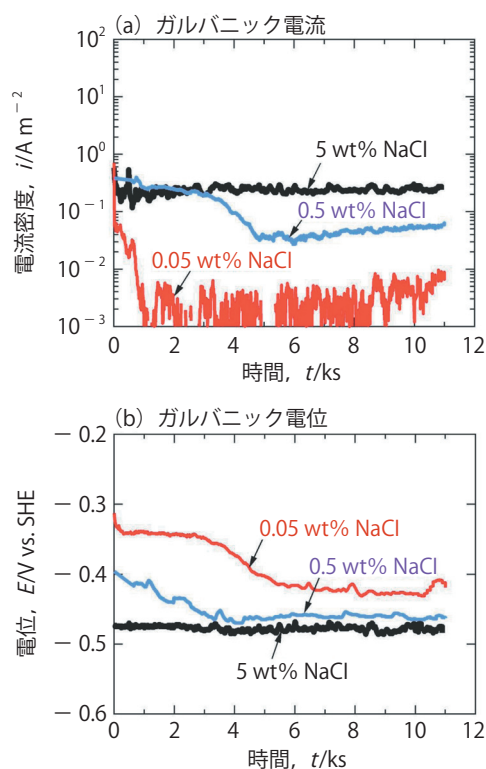 (a) ガルバニック電流
10²
10¹
10⁰
10⁻¹
10⁻²
10⁻³
電流密度, i/A m⁻²
5 wt% NaCl
0.5 wt% NaCl
0.05 wt% NaCl
0 2 4 6 8 10 12
時間, t/ks
(b) ガルバニック電位
− 0.2
− 0.3
− 0.4
− 0.5
− 0.6
電位, E/V vs. SHE
0.05 wt% NaCl
0.5 wt% NaCl
5 wt% NaCl
0 2 4 6 8 10 12
時間, t/ks